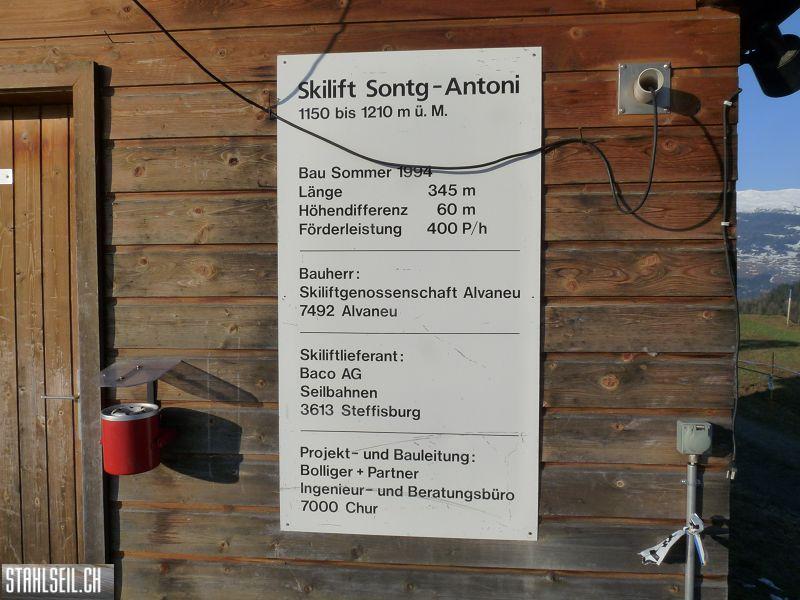 Skilift Sontg-Antoni
1150 bis 1210 m ü. M.
Bau Sommer 1994
Länge 345 m
Höhendifferenz 60 m
Förderleistung 400 P/h
Bauherr:
Skiliftgenossenschaft Alvaneu
7492 Alvaneu
Skiliftlieferant:
Baco AG
Seilbahnen
3613 Steffisburg
Projekt- und Bauleitung:
Bolliger + Partner
Ingenieur- und Beratungsbüro
7000 Chur
STAHLSEIL.CH